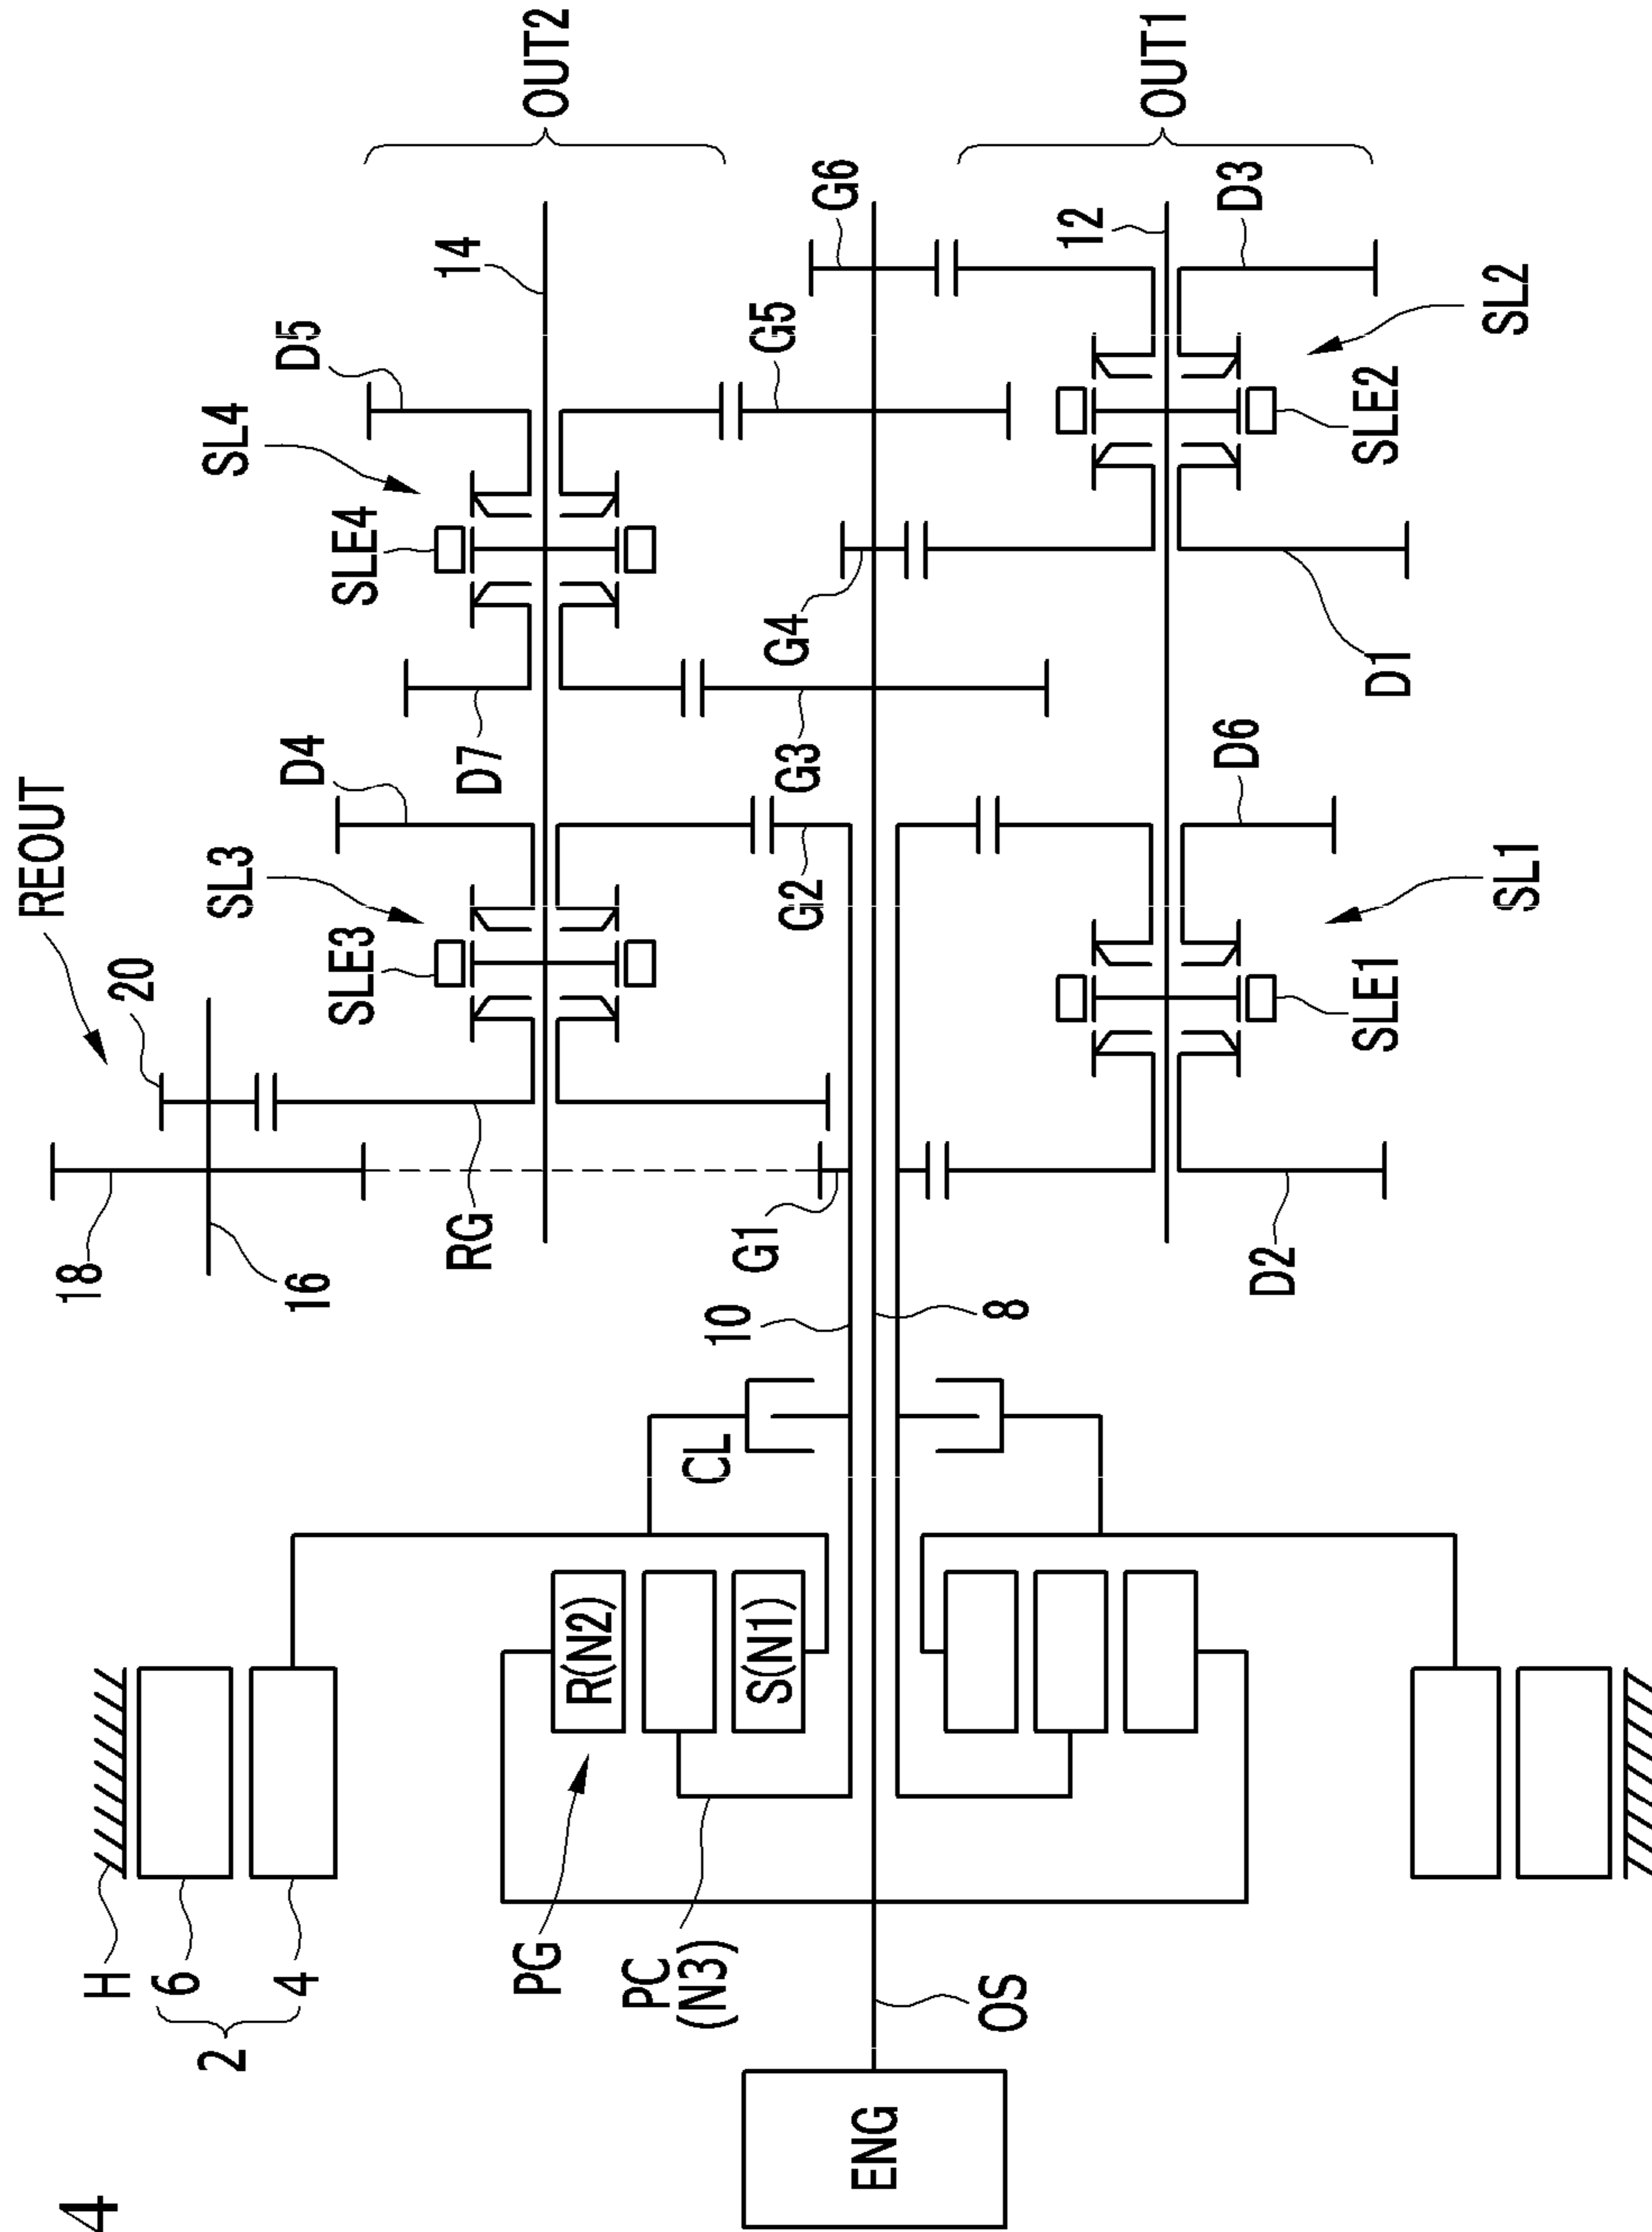 4
ENG
OS
H
6
4
2
PG
PC
(N3)
R(N2)
S(N1)
CL
10
8
18
16
20
REOUT
RG
G1
D2
SL3
SLE3
D4
G2
D6
SL1
SLE1
D7
G3
G4
D1
SL4
SLE4
D5
G5
14
G6
12
D3
SL2
SLE2
OUT2
OUT1